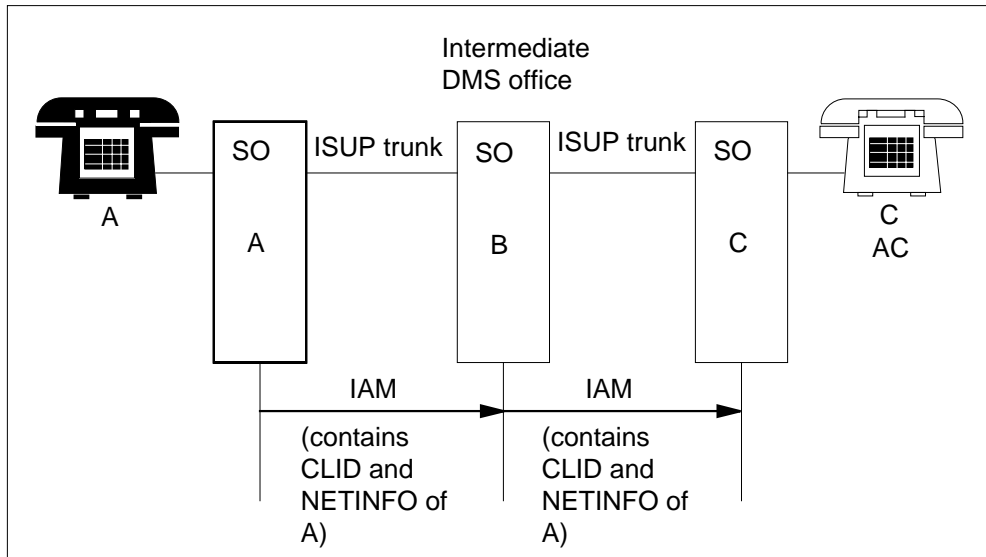 Intermediate
DMS office
SO
ISUP trunk
SO
ISUP trunk
SO
A
A
B
C
C
AC
IAM
IAM
(contains
CLID and
NETINFO of
A)
(contains
CLID and
NETINFO of
A)